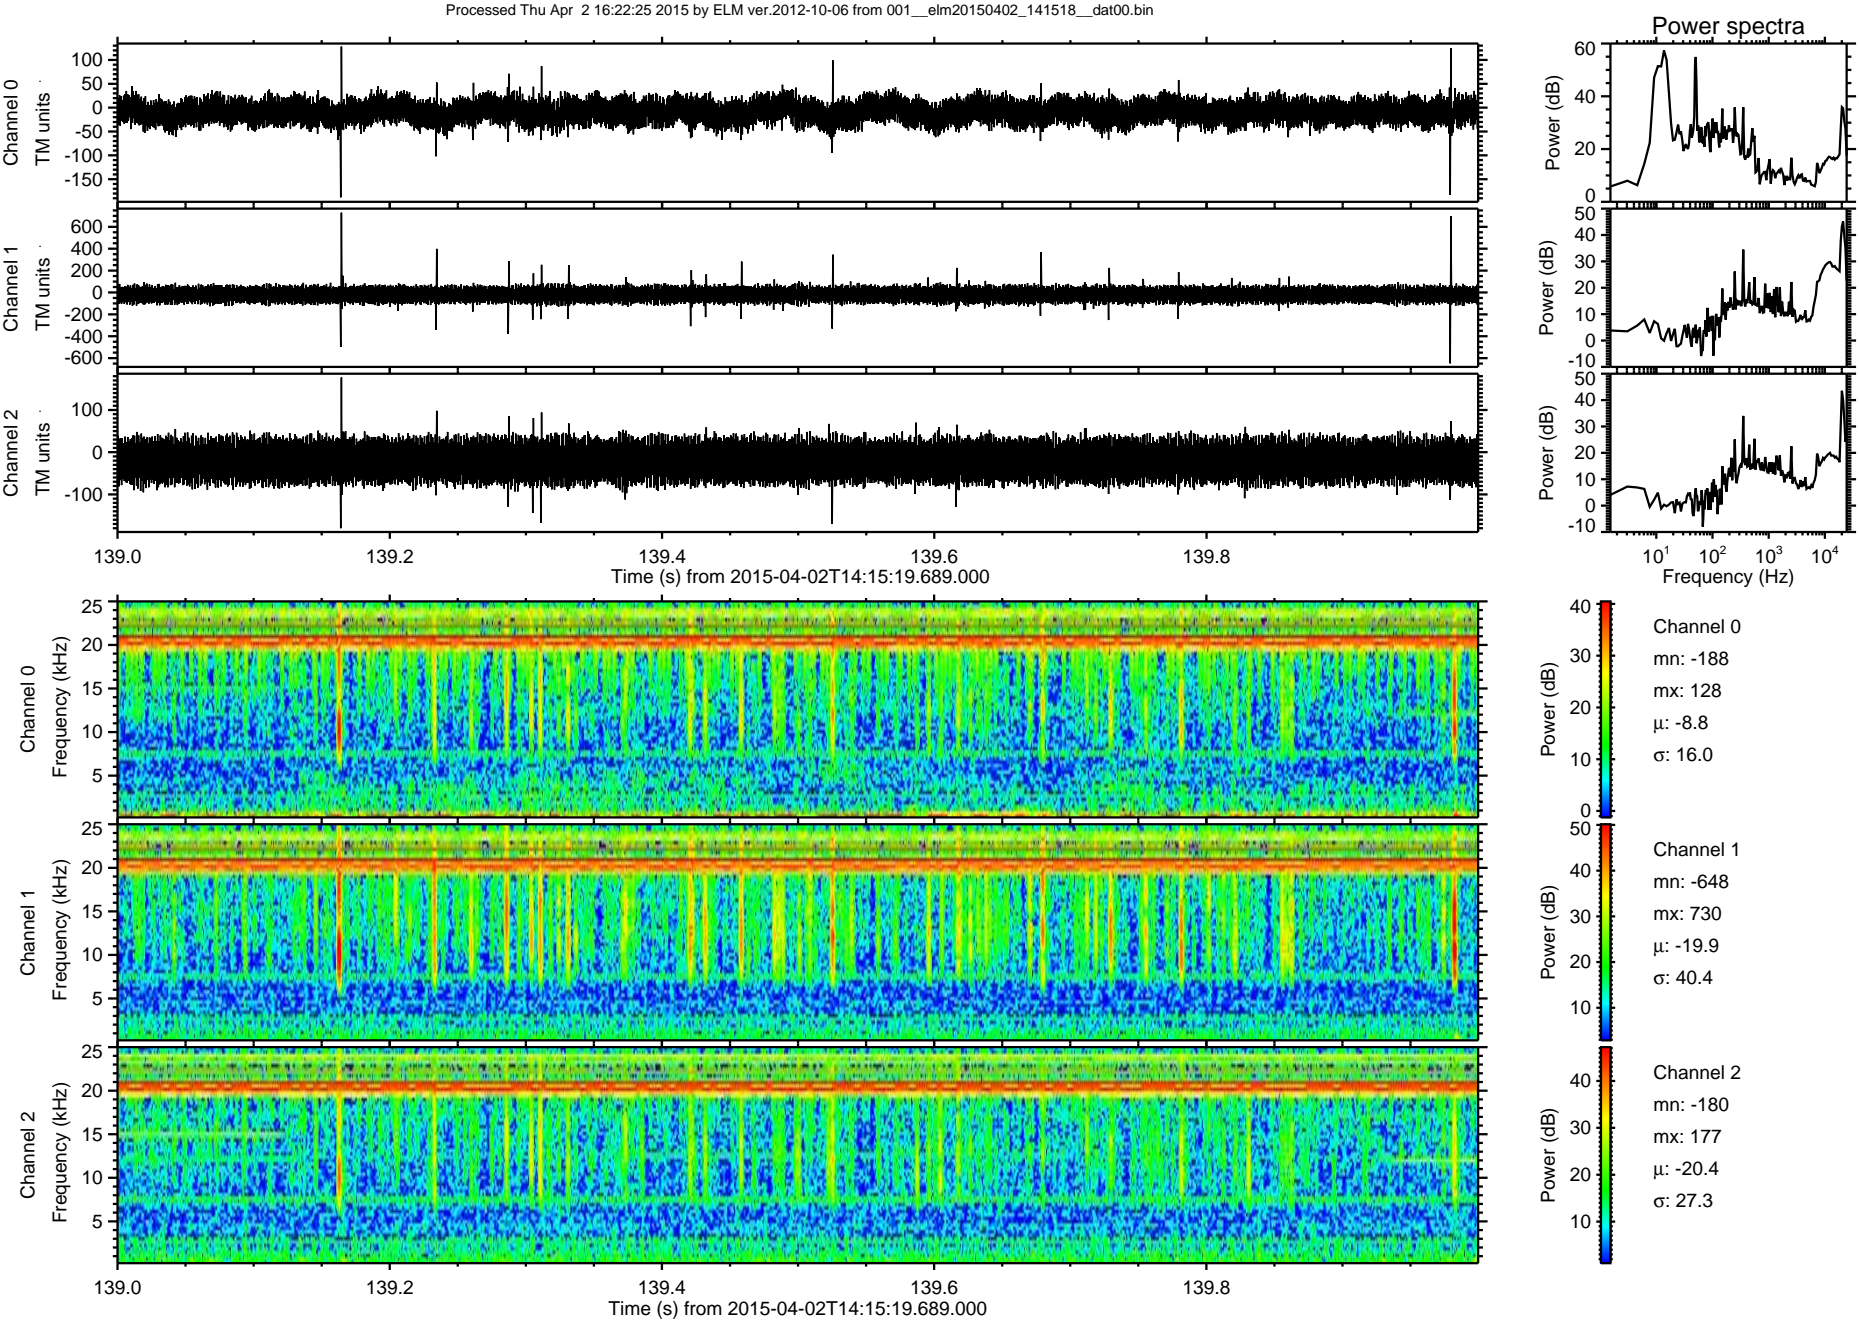 Processed Thu Apr  2 16:22:25 2015 by ELM ver.2012-10-06 from 001__elm20150402_141518__dat00.bin
Power spectra
Channel 0
TM units
100
50
0
-50
-100
-150
Power (dB)
60
40
20
0
Channel 1
TM units
600
400
200
0
-200
-400
-600
Power (dB)
50
40
30
20
10
0
-10
Channel 2
TM units
100
0
-100
Power (dB)
50
40
30
20
10
0
-10
139.0 139.2 139.4 139.6 139.8
Time (s) from 2015-04-02T14:15:19.689.000
10¹ 10² 10³ 10⁴
Frequency (Hz)
Channel 0
Frequency (kHz)
25
20
15
10
5
Power (dB)
40
30
20
10
0
Channel 0
mn: -188
mx: 128
μ: -8.8
σ: 16.0
Channel 1
Frequency (kHz)
25
20
15
10
5
Power (dB)
50
40
30
20
10
Channel 1
mn: -648
mx: 730
μ: -19.9
σ: 40.4
Channel 2
Frequency (kHz)
25
20
15
10
5
Power (dB)
40
30
20
10
Channel 2
mn: -180
mx: 177
μ: -20.4
σ: 27.3
139.0 139.2 139.4 139.6 139.8
Time (s) from 2015-04-02T14:15:19.689.000